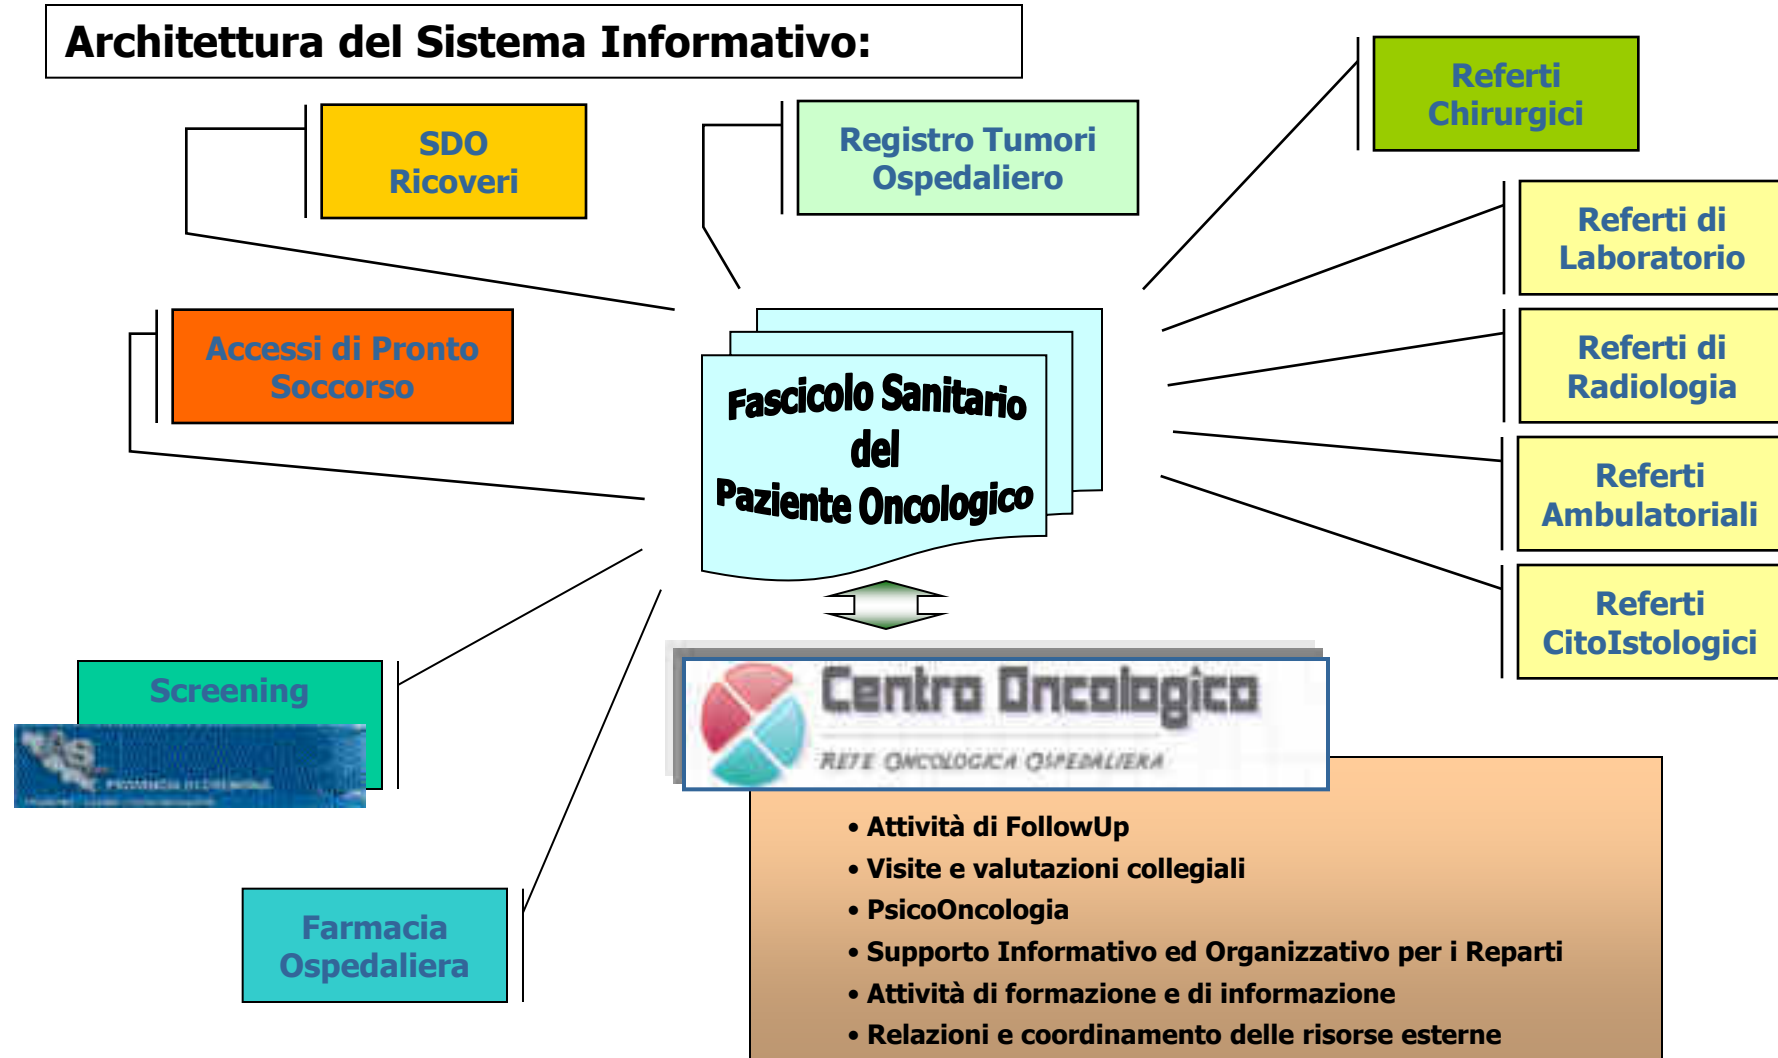 Architettura del Sistema Informativo:
SDO
Ricoveri
Registro Tumori
Ospedaliero
Referti
Chirurgici
Referti di
Laboratorio
Accessi di Pronto
Soccorso
Referti di
Radiologia
Fascicolo Sanitario
del
Paziente Oncologico
Referti
Ambulatoriali
Referti
CitoIstologici
Screening
Centro Oncologico
RETE ONCOLOGICA OSPEDALIERA
Farmacia
Ospedaliera
• Attività di FollowUp
• Visite e valutazioni collegiali
• PsicoOncologia
• Supporto Informativo ed Organizzativo per i Reparti
• Attività di formazione e di informazione
• Relazioni e coordinamento delle risorse esterne